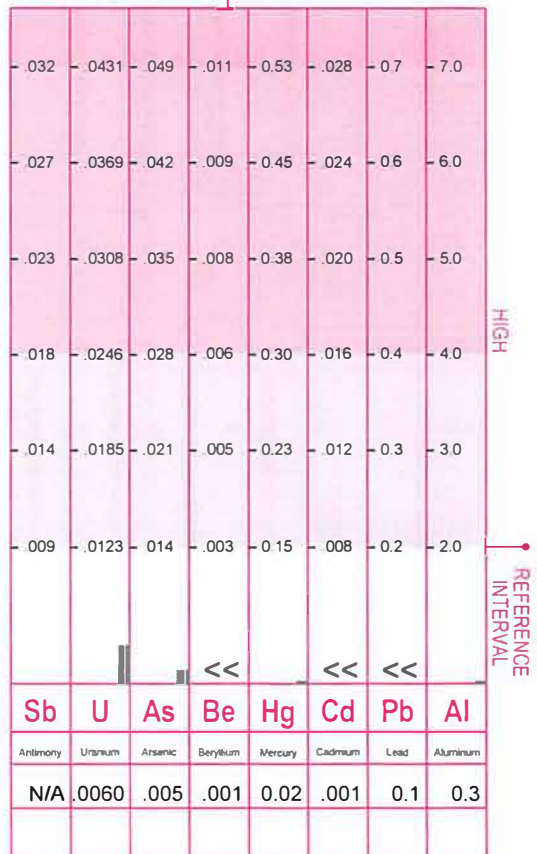 .032 .0431 .049 .011 0.53 .028 0.7 7.0
.027 .0369 .042 .009 0.45 .024 0.6 6.0
.023 .0308 .035 .008 0.38 .020 0.5 5.0
.018 .0246 .028 .006 0.30 .016 0.4 4.0
.014 .0185 .021 .005 0.23 .012 0.3 3.0
.009 .0123 .014 .003 0.15 .008 0.2 2.0
HIGH
REFERENCE
INTERVAL
<< << <<
Sb U As Be Hg Cd Pb Al
Antimony Uranium Arsenic Beryllium Mercury Cadmium Lead Aluminum
N/A .0060 .005 .001 0.02 .001 0.1 0.3